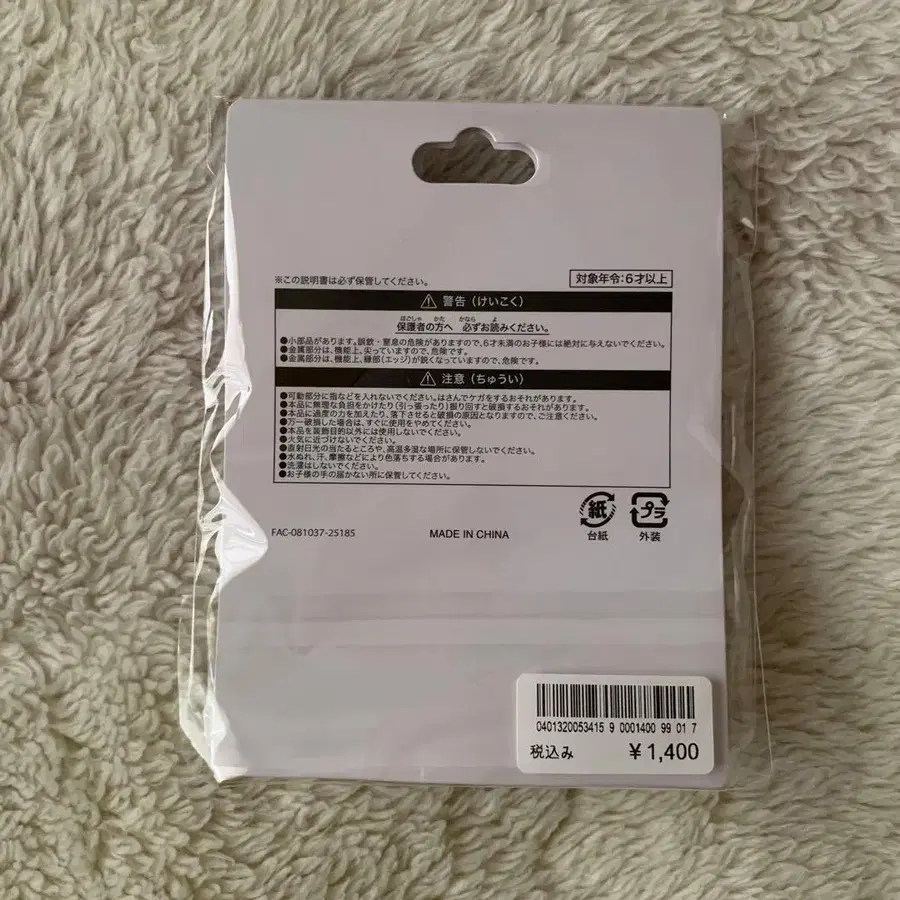 ※この説明書は必ず保管してください。
対象年令:6才以上
⚠ 警告（けいこく）
ほごしゃ かた かなら よ
保護者の方へ 必ずお読みください。
●小部品があります。誤飲・窒息の危険がありますので、6才未満のお子様には絶対に与えないでください。
●金属部分は、機能上、尖っていますので、危険です。
●金属部分は、機能上、縁部(エッジ)が鋭くなっていますので、危険です。
⚠ 注意（ちゅうい）
●可動部分に指などを入れないでください。はさんでケガをするおそれがあります。
●本品に無理な負担をかけたり(引っ張ったり)振り回すと破損するおそれがあります。
●本品に過度の力を加えたり、落下させると破損の原因となりますので、ご注意ください。
●万一破損した場合は、すぐに使用をやめてください。
●本品を装飾目的以外には使用しないでください。
●火気に近づけないでください。
●直射日光の当たるところや、高温多湿な場所に保管しないでください。
●水ぬれ、汗、摩擦などにより色落ちする場合があります。
●洗濯はしないでください。
●お子様の手の届かない所に保管してください。
紙
プラ
台紙
外装
FAC-081037-25185
MADE IN CHINA
0401320053415 9 0001400 99 01 7
税込み ￥1,400